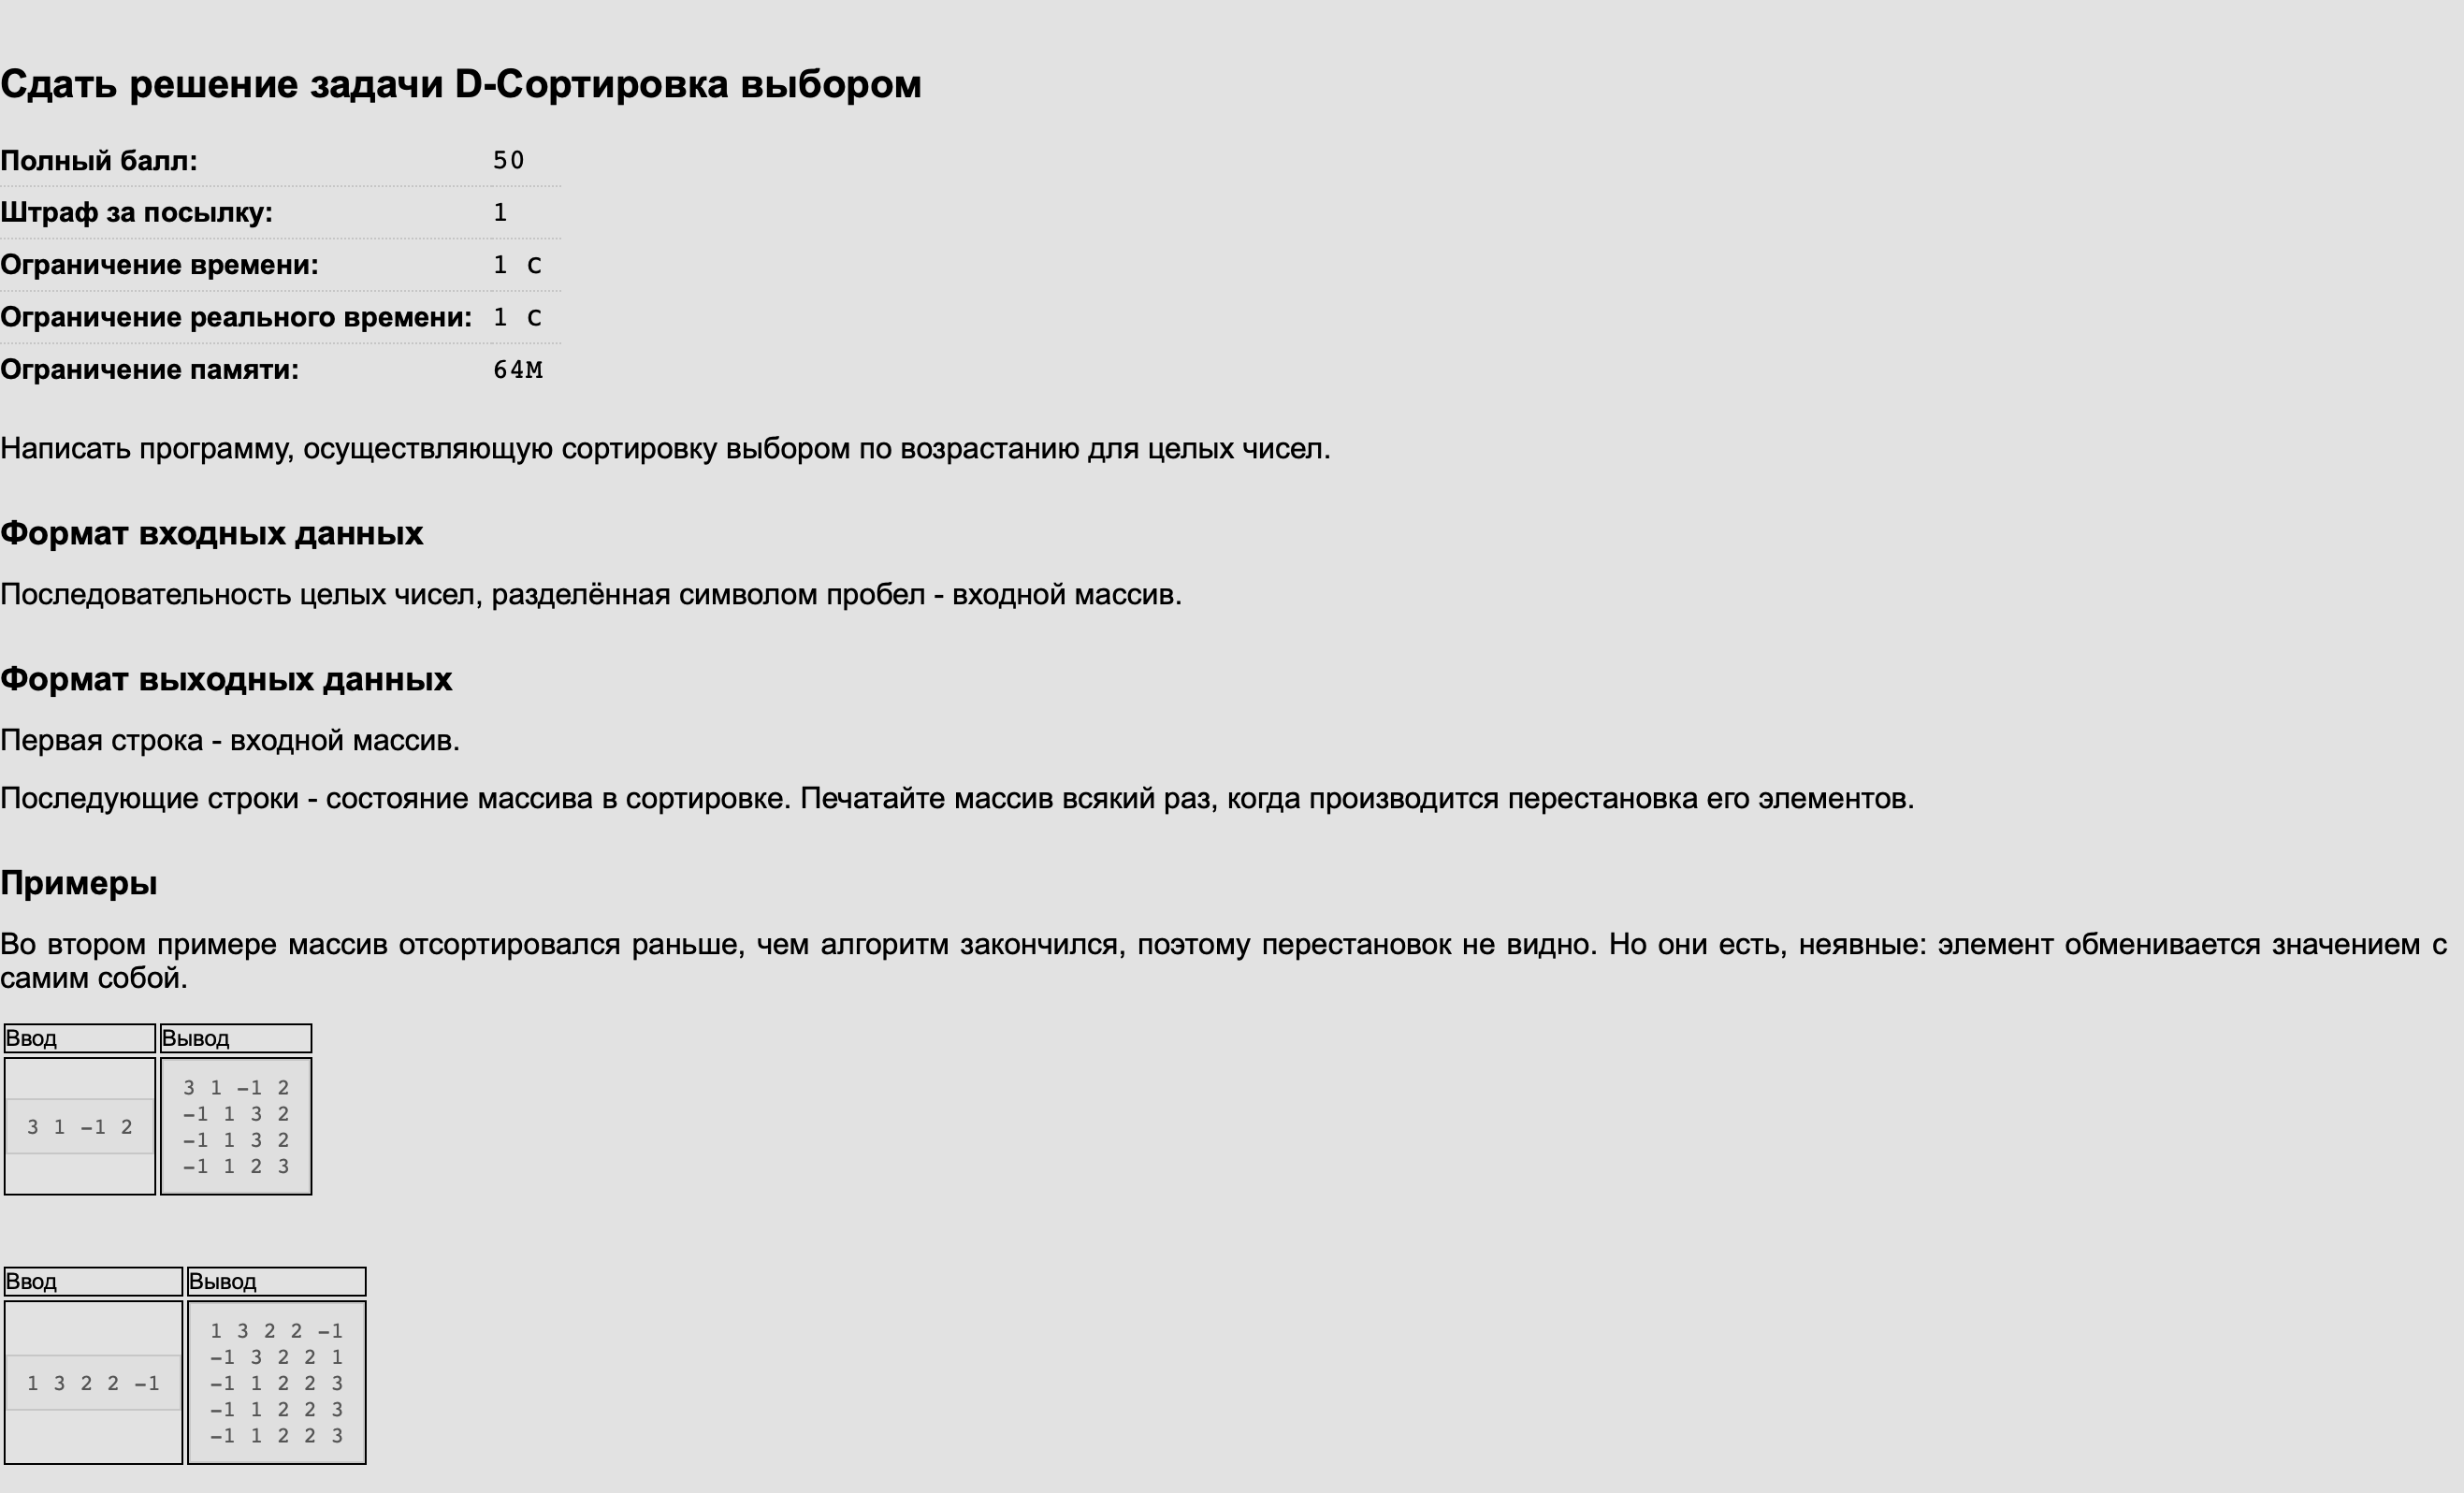 Сдать решение задачи D-Сортировка выбором
Полный балл: 50
Штраф за посылку: 1
Ограничение времени: 1 с
Ограничение реального времени: 1 с
Ограничение памяти: 64M
Написать программу, осуществляющую сортировку выбором по возрастанию для целых чисел.
Формат входных данных
Последовательность целых чисел, разделённая символом пробел - входной массив.
Формат выходных данных
Первая строка - входной массив.
Последующие строки - состояние массива в сортировке. Печатайте массив всякий раз, когда производится перестановка его элементов.
Примеры
Во втором примере массив отсортировался раньше, чем алгоритм закончился, поэтому перестановок не видно. Но они есть, неявные: элемент обменивается значением с
самим собой.
Ввод Вывод
3 1 -1 2
3 1 -1 2
-1 1 3 2
-1 1 3 2
-1 1 2 3
Ввод Вывод
1 3 2 2 -1
1 3 2 2 -1
-1 3 2 2 1
-1 1 2 2 3
-1 1 2 2 3
-1 1 2 2 3